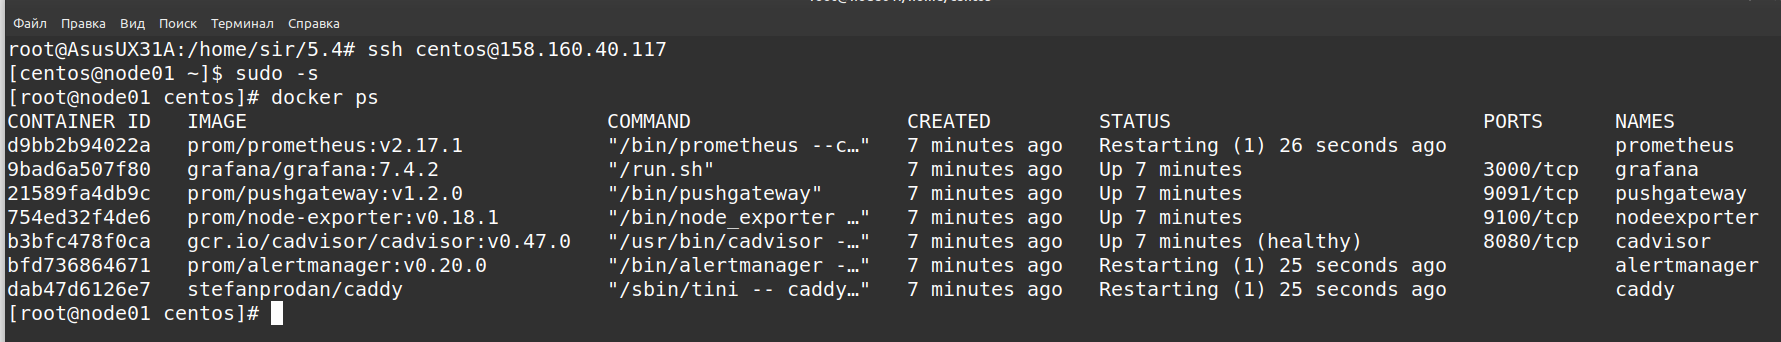 Файл Правка Вид Поиск Терминал Справка
root@AsusUX31A:/home/sir/5.4# ssh centos@158.160.40.117
[centos@node01 ~]$ sudo -s
[root@node01 centos]# docker ps
CONTAINER ID   IMAGE                              COMMAND                  CREATED         STATUS                          PORTS      NAMES
d9bb2b94022a   prom/prometheus:v2.17.1            "/bin/prometheus --c…"   7 minutes ago   Restarting (1) 26 seconds ago              prometheus
9bad6a507f80   grafana/grafana:7.4.2              "/run.sh"                7 minutes ago   Up 7 minutes                    3000/tcp   grafana
21589fa4db9c   prom/pushgateway:v1.2.0            "/bin/pushgateway"       7 minutes ago   Up 7 minutes                    9091/tcp   pushgateway
754ed32f4de6   prom/node-exporter:v0.18.1         "/bin/node_exporter …"   7 minutes ago   Up 7 minutes                    9100/tcp   nodeexporter
b3bfc478f0ca   gcr.io/cadvisor/cadvisor:v0.47.0   "/usr/bin/cadvisor -…"   7 minutes ago   Up 7 minutes (healthy)          8080/tcp   cadvisor
bfd736864671   prom/alertmanager:v0.20.0          "/bin/alertmanager -…"   7 minutes ago   Restarting (1) 25 seconds ago              alertmanager
dab47d6126e7   stefanprodan/caddy                 "/sbin/tini -- caddy…"   7 minutes ago   Restarting (1) 25 seconds ago              caddy
[root@node01 centos]#